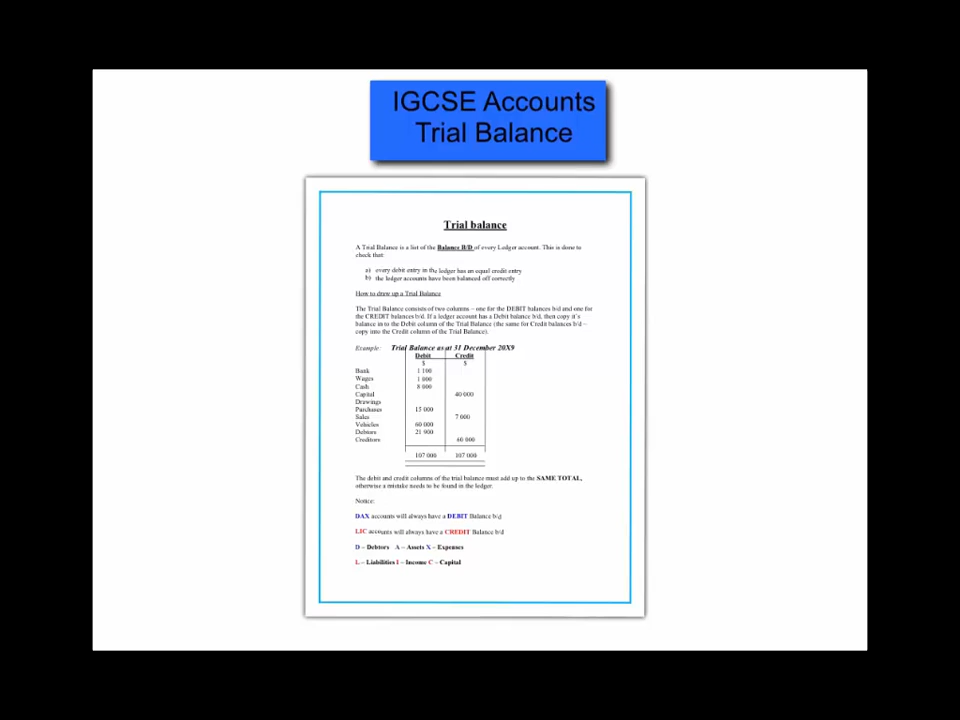 IGCSE Accounts
Trial Balance
Trial balance
A Trial Balance is a list of the Balance B/D of every Ledger account. This is done to
check that:
a) every debit entry in the ledger has an equal credit entry
b) the ledger accounts have been balanced off correctly
How to draw up a Trial Balance
The Trial Balance consists of two columns – one for the DEBIT balances b/d and one for
the CREDIT balances b/d. If a ledger account has a Debit balance b/d, then copy it's
balance in to the Debit column of the Trial Balance (the same for Credit balances b/d –
copy into the Credit column of the Trial Balance).
Example: Trial Balance as at 31 December 20X9
Debit Credit
$ $
Bank 1 100
Wages 1 000
Cash 8 000
Capital 40 000
Drawings
Purchases 15 000
Sales 7 000
Vehicles 60 000
Debtors 21 900
Creditors 60 000
107 000 107 000
The debit and credit columns of the trial balance must add up to the SAME TOTAL,
otherwise a mistake needs to be found in the ledger.
Notice:
DAX accounts will always have a DEBIT Balance b/d
LIC accounts will always have a CREDIT Balance b/d
D – Debtors A – Assets X – Expenses
L – Liabilities I – Income C – Capital